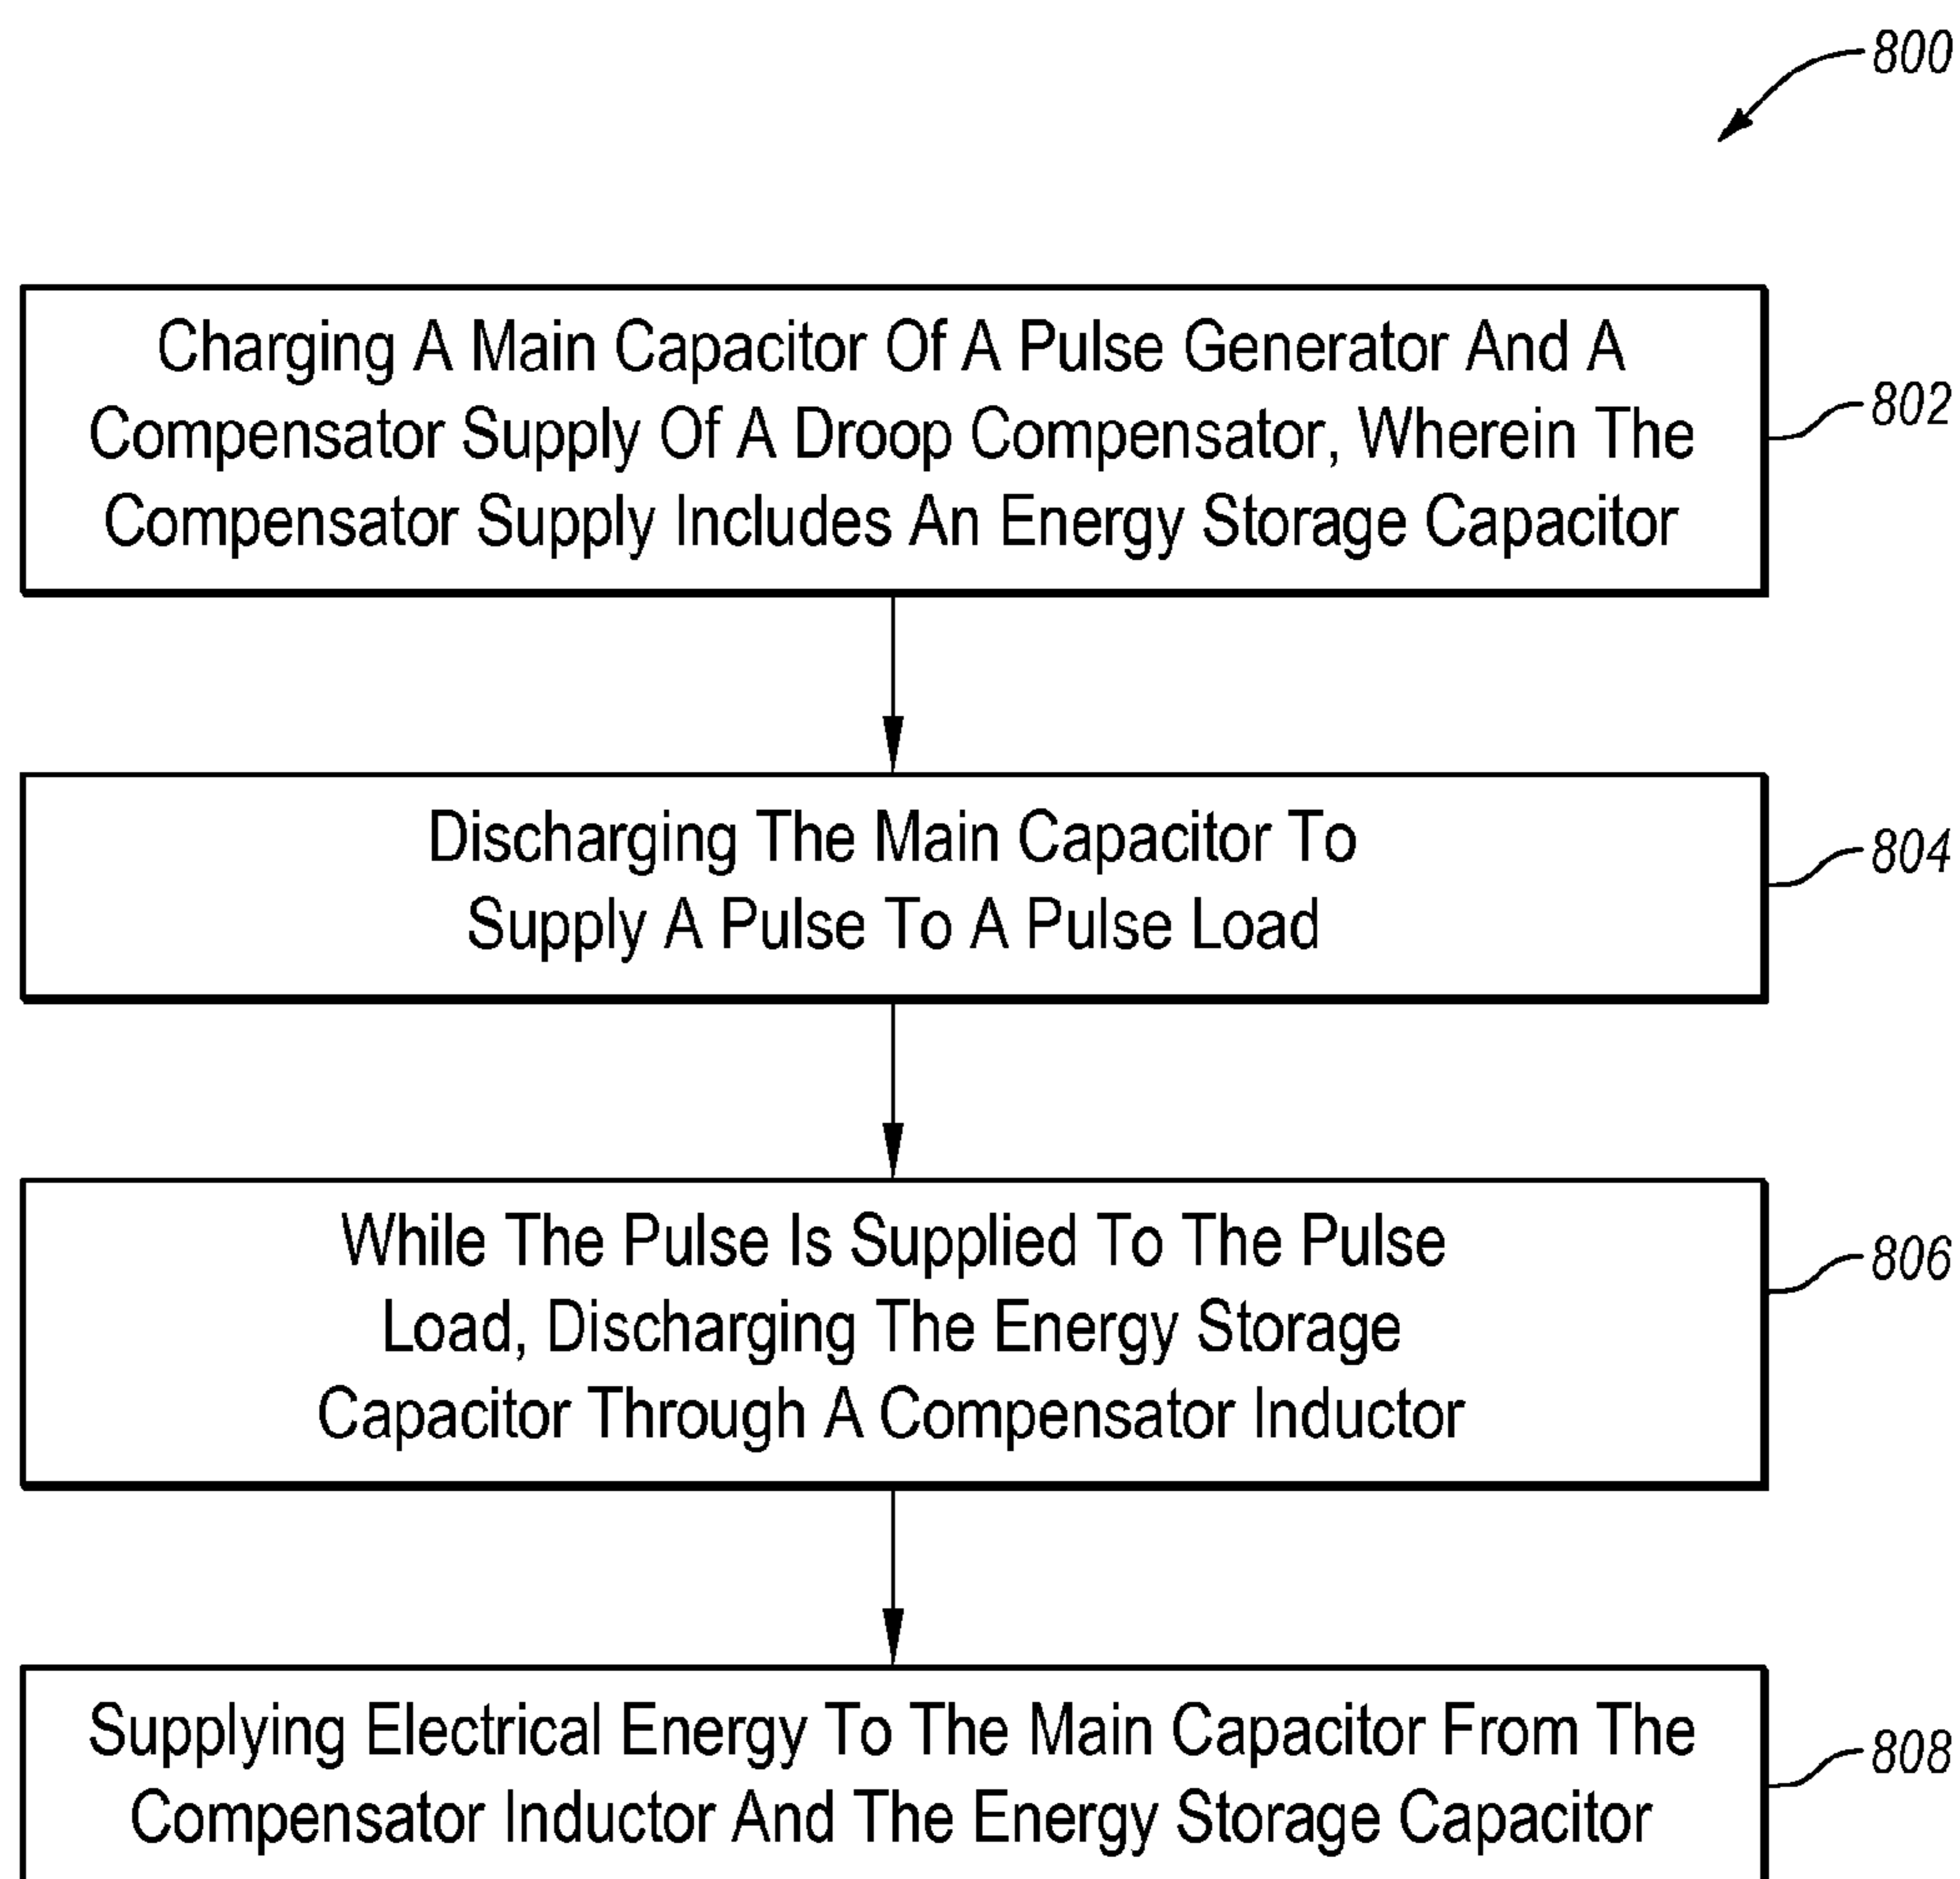 800
Charging A Main Capacitor Of A Pulse Generator And A
Compensator Supply Of A Droop Compensator, Wherein The
Compensator Supply Includes An Energy Storage Capacitor
802
Discharging The Main Capacitor To
Supply A Pulse To A Pulse Load
804
While The Pulse Is Supplied To The Pulse
Load, Discharging The Energy Storage
Capacitor Through A Compensator Inductor
806
Supplying Electrical Energy To The Main Capacitor From The
Compensator Inductor And The Energy Storage Capacitor
808